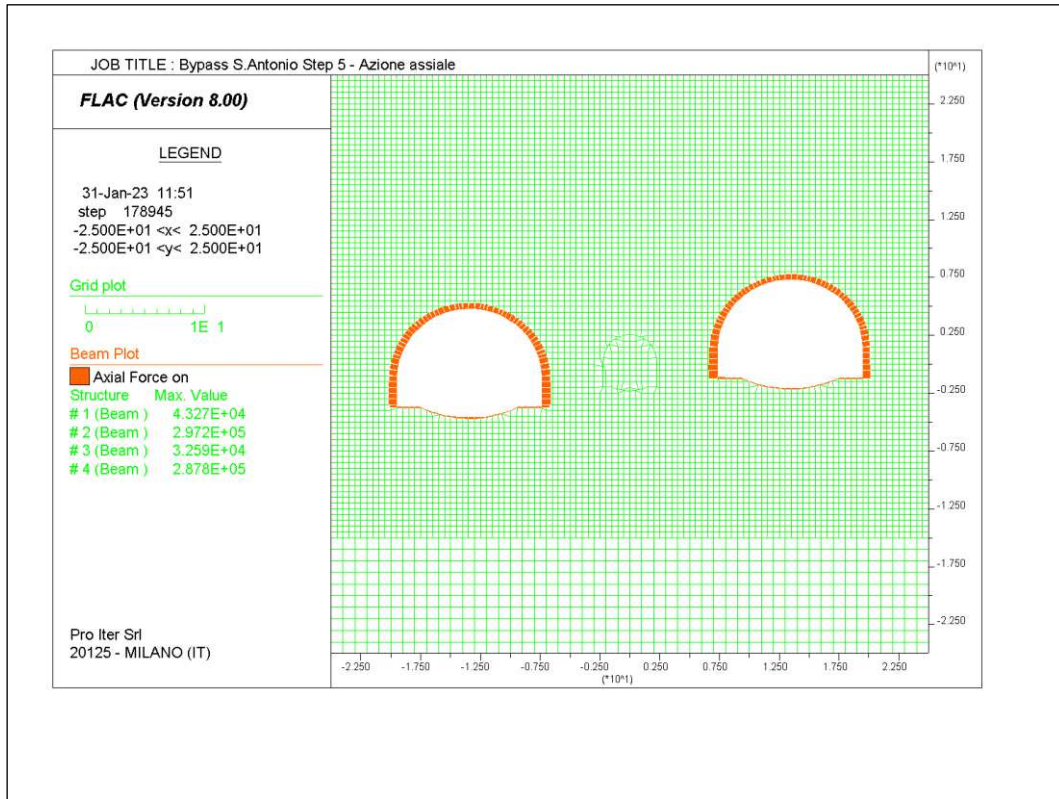 JOB TITLE : Bypass S.Antonio Step 5 - Azione assiale
(*10^1)
FLAC (Version 8.00)
LEGEND
31-Jan-23 11:51
step 178945
-2.500E+01 <x< 2.500E+01
-2.500E+01 <y< 2.500E+01
Grid plot
0 1E 1
Beam Plot
Axial Force on
Structure Max. Value
# 1 (Beam ) 4.327E+04
# 2 (Beam ) 2.972E+05
# 3 (Beam ) 3.259E+04
# 4 (Beam ) 2.878E+05
Pro Iter Srl
20125 - MILANO (IT)
2.250
1.750
1.250
0.750
0.250
-0.250
-0.750
-1.250
-1.750
-2.250
-2.250 -1.750 -1.250 -0.750 -0.250 0.250 0.750 1.250 1.750 2.250
(*10^1)